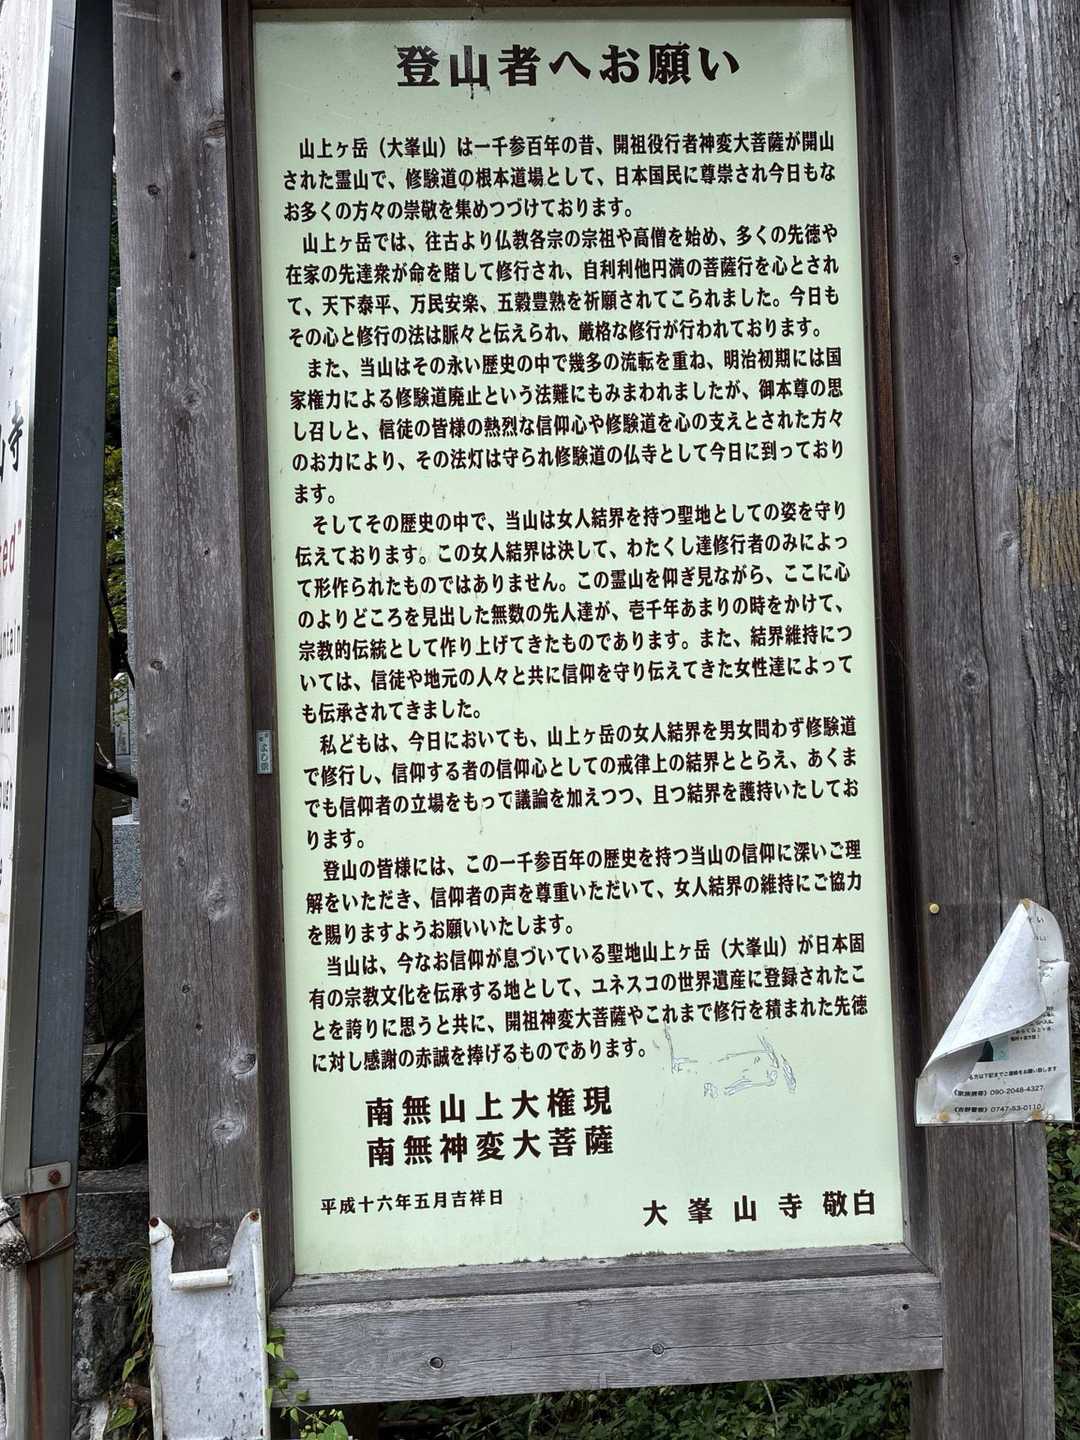 登山者へお願い
山上ヶ岳（大峯山）は一千参百年の昔、開祖役行者神変大菩薩が開山
された霊山で、修験道の根本道場として、日本国民に尊崇され今日もな
お多くの方々の崇敬を集めつづけております。
山上ヶ岳では、往古より仏教各宗の宗祖や高僧を始め、多くの先徳や
在家の先達衆が命を賭して修行され、自利利他円満の菩薩行を心とされ
て、天下泰平、万民安楽、五穀豊熟を祈願されてこられました。今日も
その心と修行の法は脈々と伝えられ、厳格な修行が行われております。
また、当山はその永い歴史の中で幾多の流転を重ね、明治初期には国
家権力による修験道廃止という法難にもみまわれましたが、御本尊の思
し召しと、信徒の皆様の熱烈な信仰心や修験道を心の支えとされた方々
のお力により、その法灯は守られ修験道の仏寺として今日に到っており
ます。
そしてその歴史の中で、当山は女人結界を持つ聖地としての姿を守り
伝えております。この女人結界は決して、わたくし達修行者のみによっ
て形作られたものではありません。この霊山を仰ぎ見ながら、ここに心
のよりどころを見出した無数の先人達が、壱千年あまりの時をかけて、
宗教的伝統として作り上げてきたものであります。また、結界維持につ
いては、信徒や地元の人々と共に信仰を守り伝えてきた女性達によって
も伝承されてきました。
私どもは、今日においても、山上ヶ岳の女人結界を男女問わず修験道
で修行し、信仰する者の信仰心としての戒律上の結界ととらえ、あくま
でも信仰者の立場をもって議論を加えつつ、且つ結界を護持いたしてお
ります。
登山の皆様には、この一千参百年の歴史を持つ当山の信仰に深いご理
解をいただき、信仰者の声を尊重いただいて、女人結界の維持にご協力
を賜りますようお願いいたします。
当山は、今なお信仰が息づいている聖地山上ヶ岳（大峯山）が日本固
有の宗教文化を伝承する地として、ユネスコの世界遺産に登録されたこ
とを誇りに思うと共に、開祖神変大菩薩やこれまで修行を積まれた先徳
に対し感謝の赤誠を捧げるものであります。
南無山上大権現
南無神変大菩薩
平成十六年五月吉祥日
大峯山寺 敬白
山寺
《家族携帯》090-2048-4327
《吉野警察》0747-53-0110